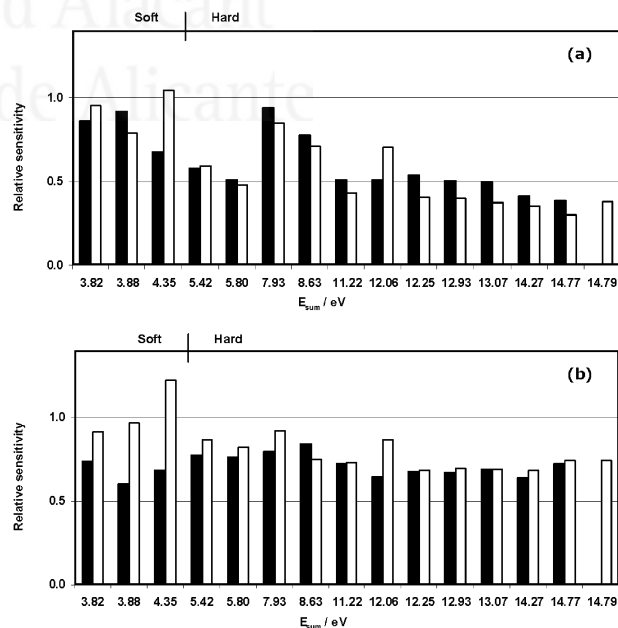 d Alacant
de Alicante
Soft Hard
(a)
Relative sensitivity
1.0
0.5
0.0
3.82 3.88 4.35 5.42 5.80 7.93 8.63 11.22 12.06 12.25 12.93 13.07 14.27 14.77 14.79
Esum / eV
Soft Hard
(b)
Relative sensitivity
1.0
0.5
0.0
3.82 3.88 4.35 5.42 5.80 7.93 8.63 11.22 12.06 12.25 12.93 13.07 14.27 14.77 14.79
Esum / eV